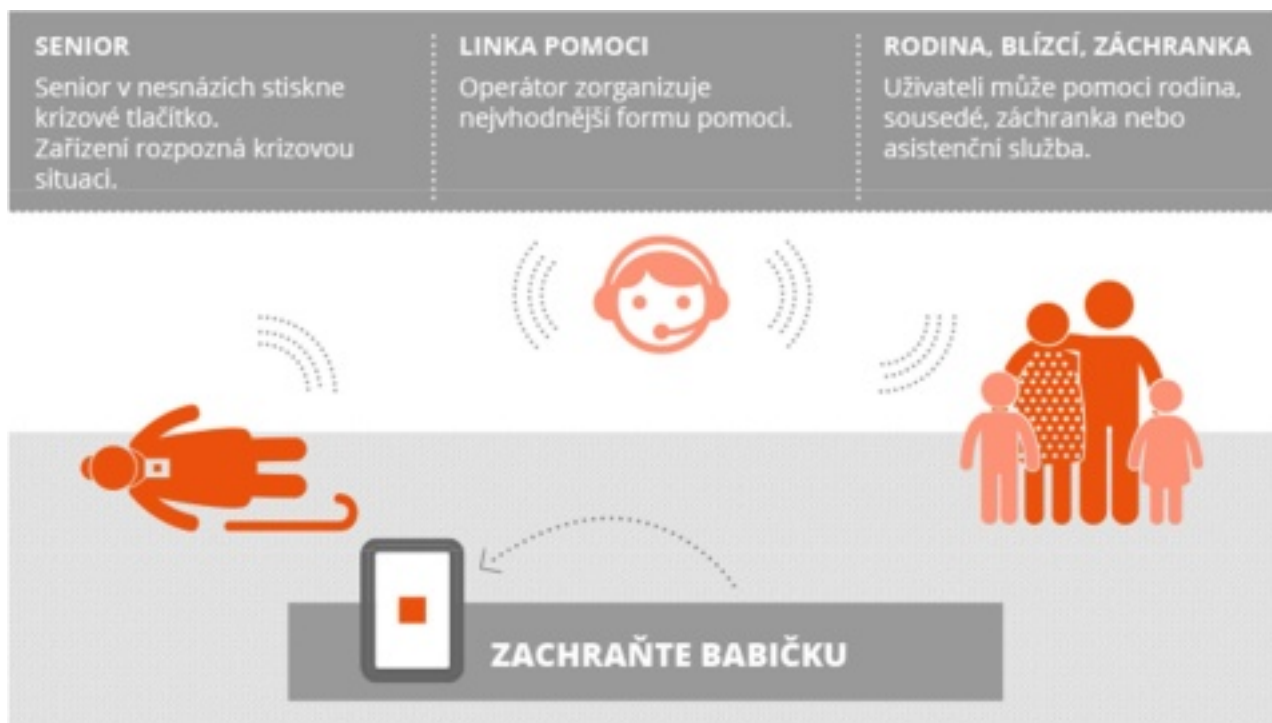 SENIOR
Senior v nesnázích stiskne
krizové tlačítko.
Zařízení rozpozná krizovou
situaci.
LINKA POMOCI
Operátor zorganizuje
nejvhodnější formu pomoci.
RODINA, BLÍZCÍ, ZÁCHRANKA
Uživateli může pomoci rodina,
sousedé, záchranka nebo
asistenční služba.
ZACHRAŇTE BABIČKU